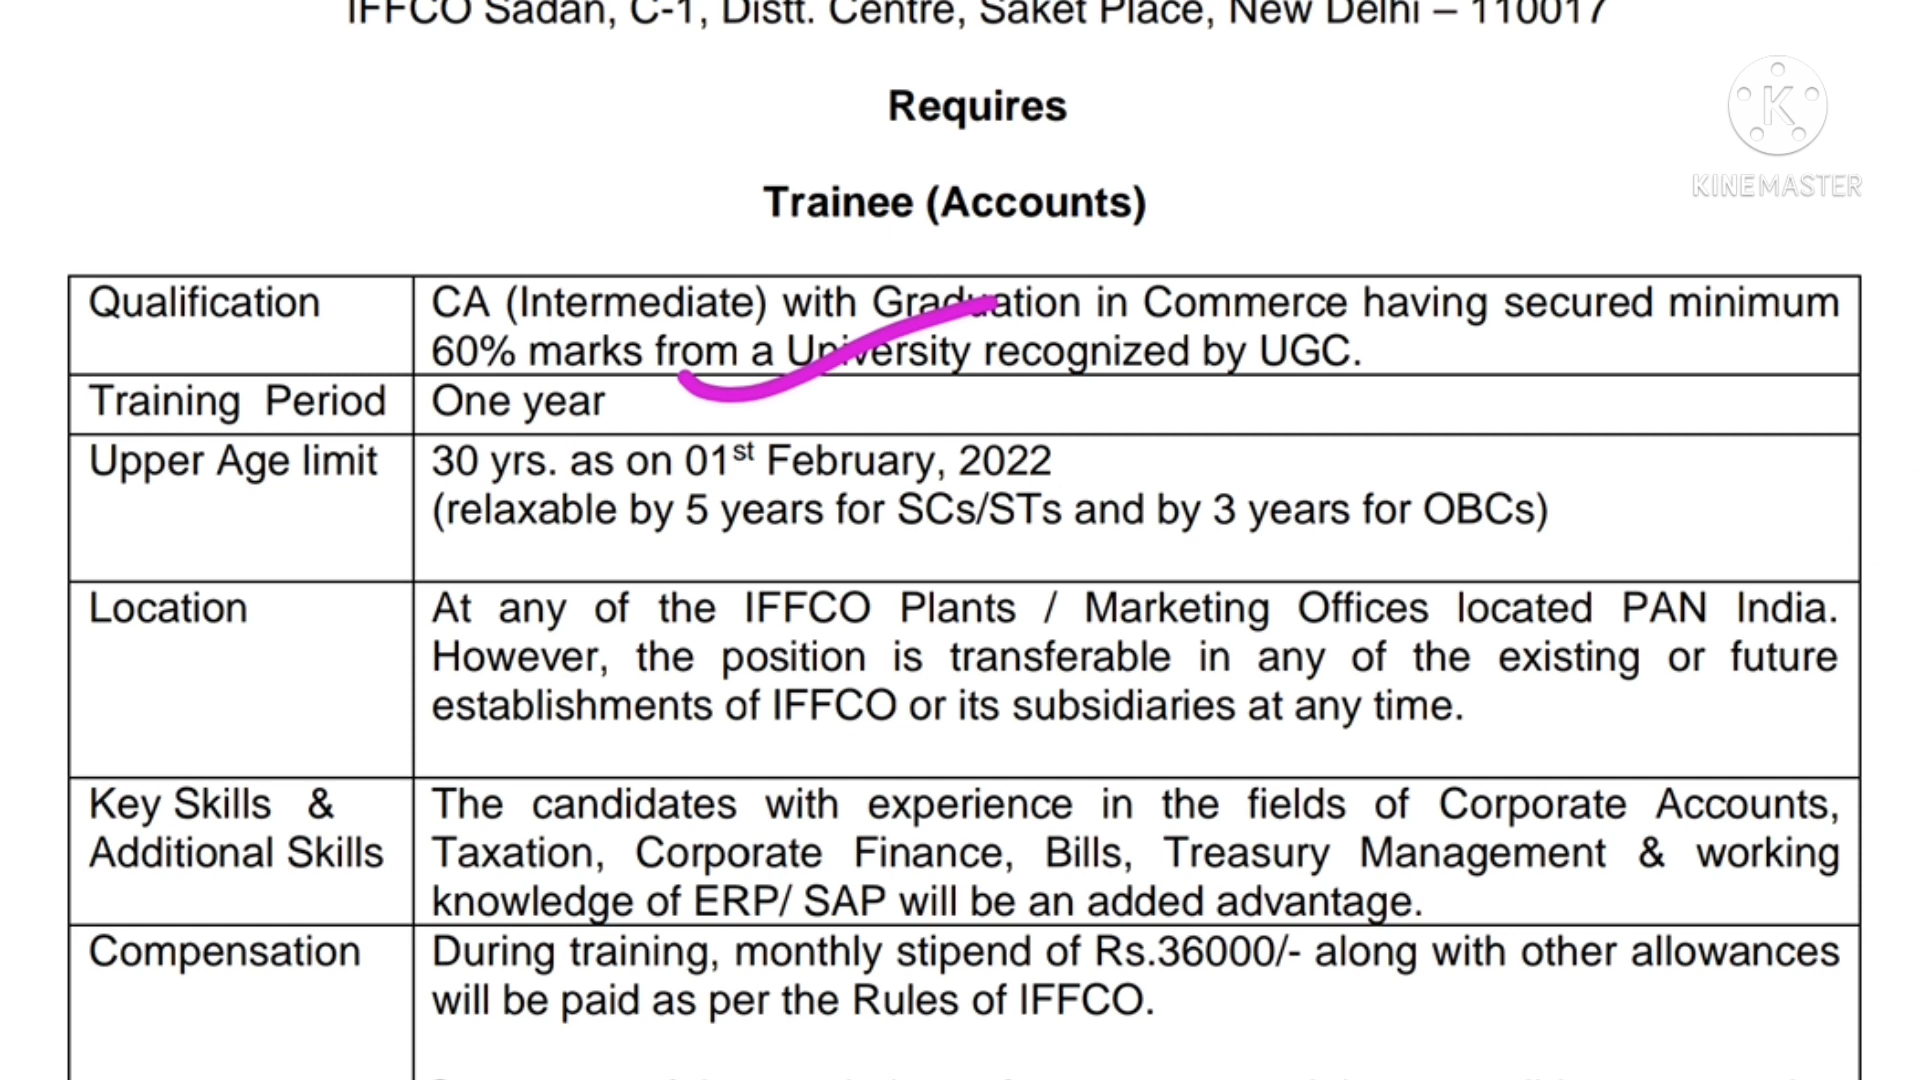 IFFCO Sadan, C-1, Distt. Centre, Saket Place, New Delhi – 110017
Requires
K
KINEMASTER
Trainee (Accounts)
Qualification
CA (Intermediate) with Graduation in Commerce having secured minimum
60% marks from a University recognized by UGC.
Training Period
One year
Upper Age limit
30 yrs. as on 01st February, 2022
(relaxable by 5 years for SCs/STs and by 3 years for OBCs)
Location
At any of the IFFCO Plants / Marketing Offices located PAN India.
However, the position is transferable in any of the existing or future
establishments of IFFCO or its subsidiaries at any time.
Key Skills &
Additional Skills
The candidates with experience in the fields of Corporate Accounts,
Taxation, Corporate Finance, Bills, Treasury Management & working
knowledge of ERP/ SAP will be an added advantage.
Compensation
During training, monthly stipend of Rs.36000/- along with other allowances
will be paid as per the Rules of IFFCO.